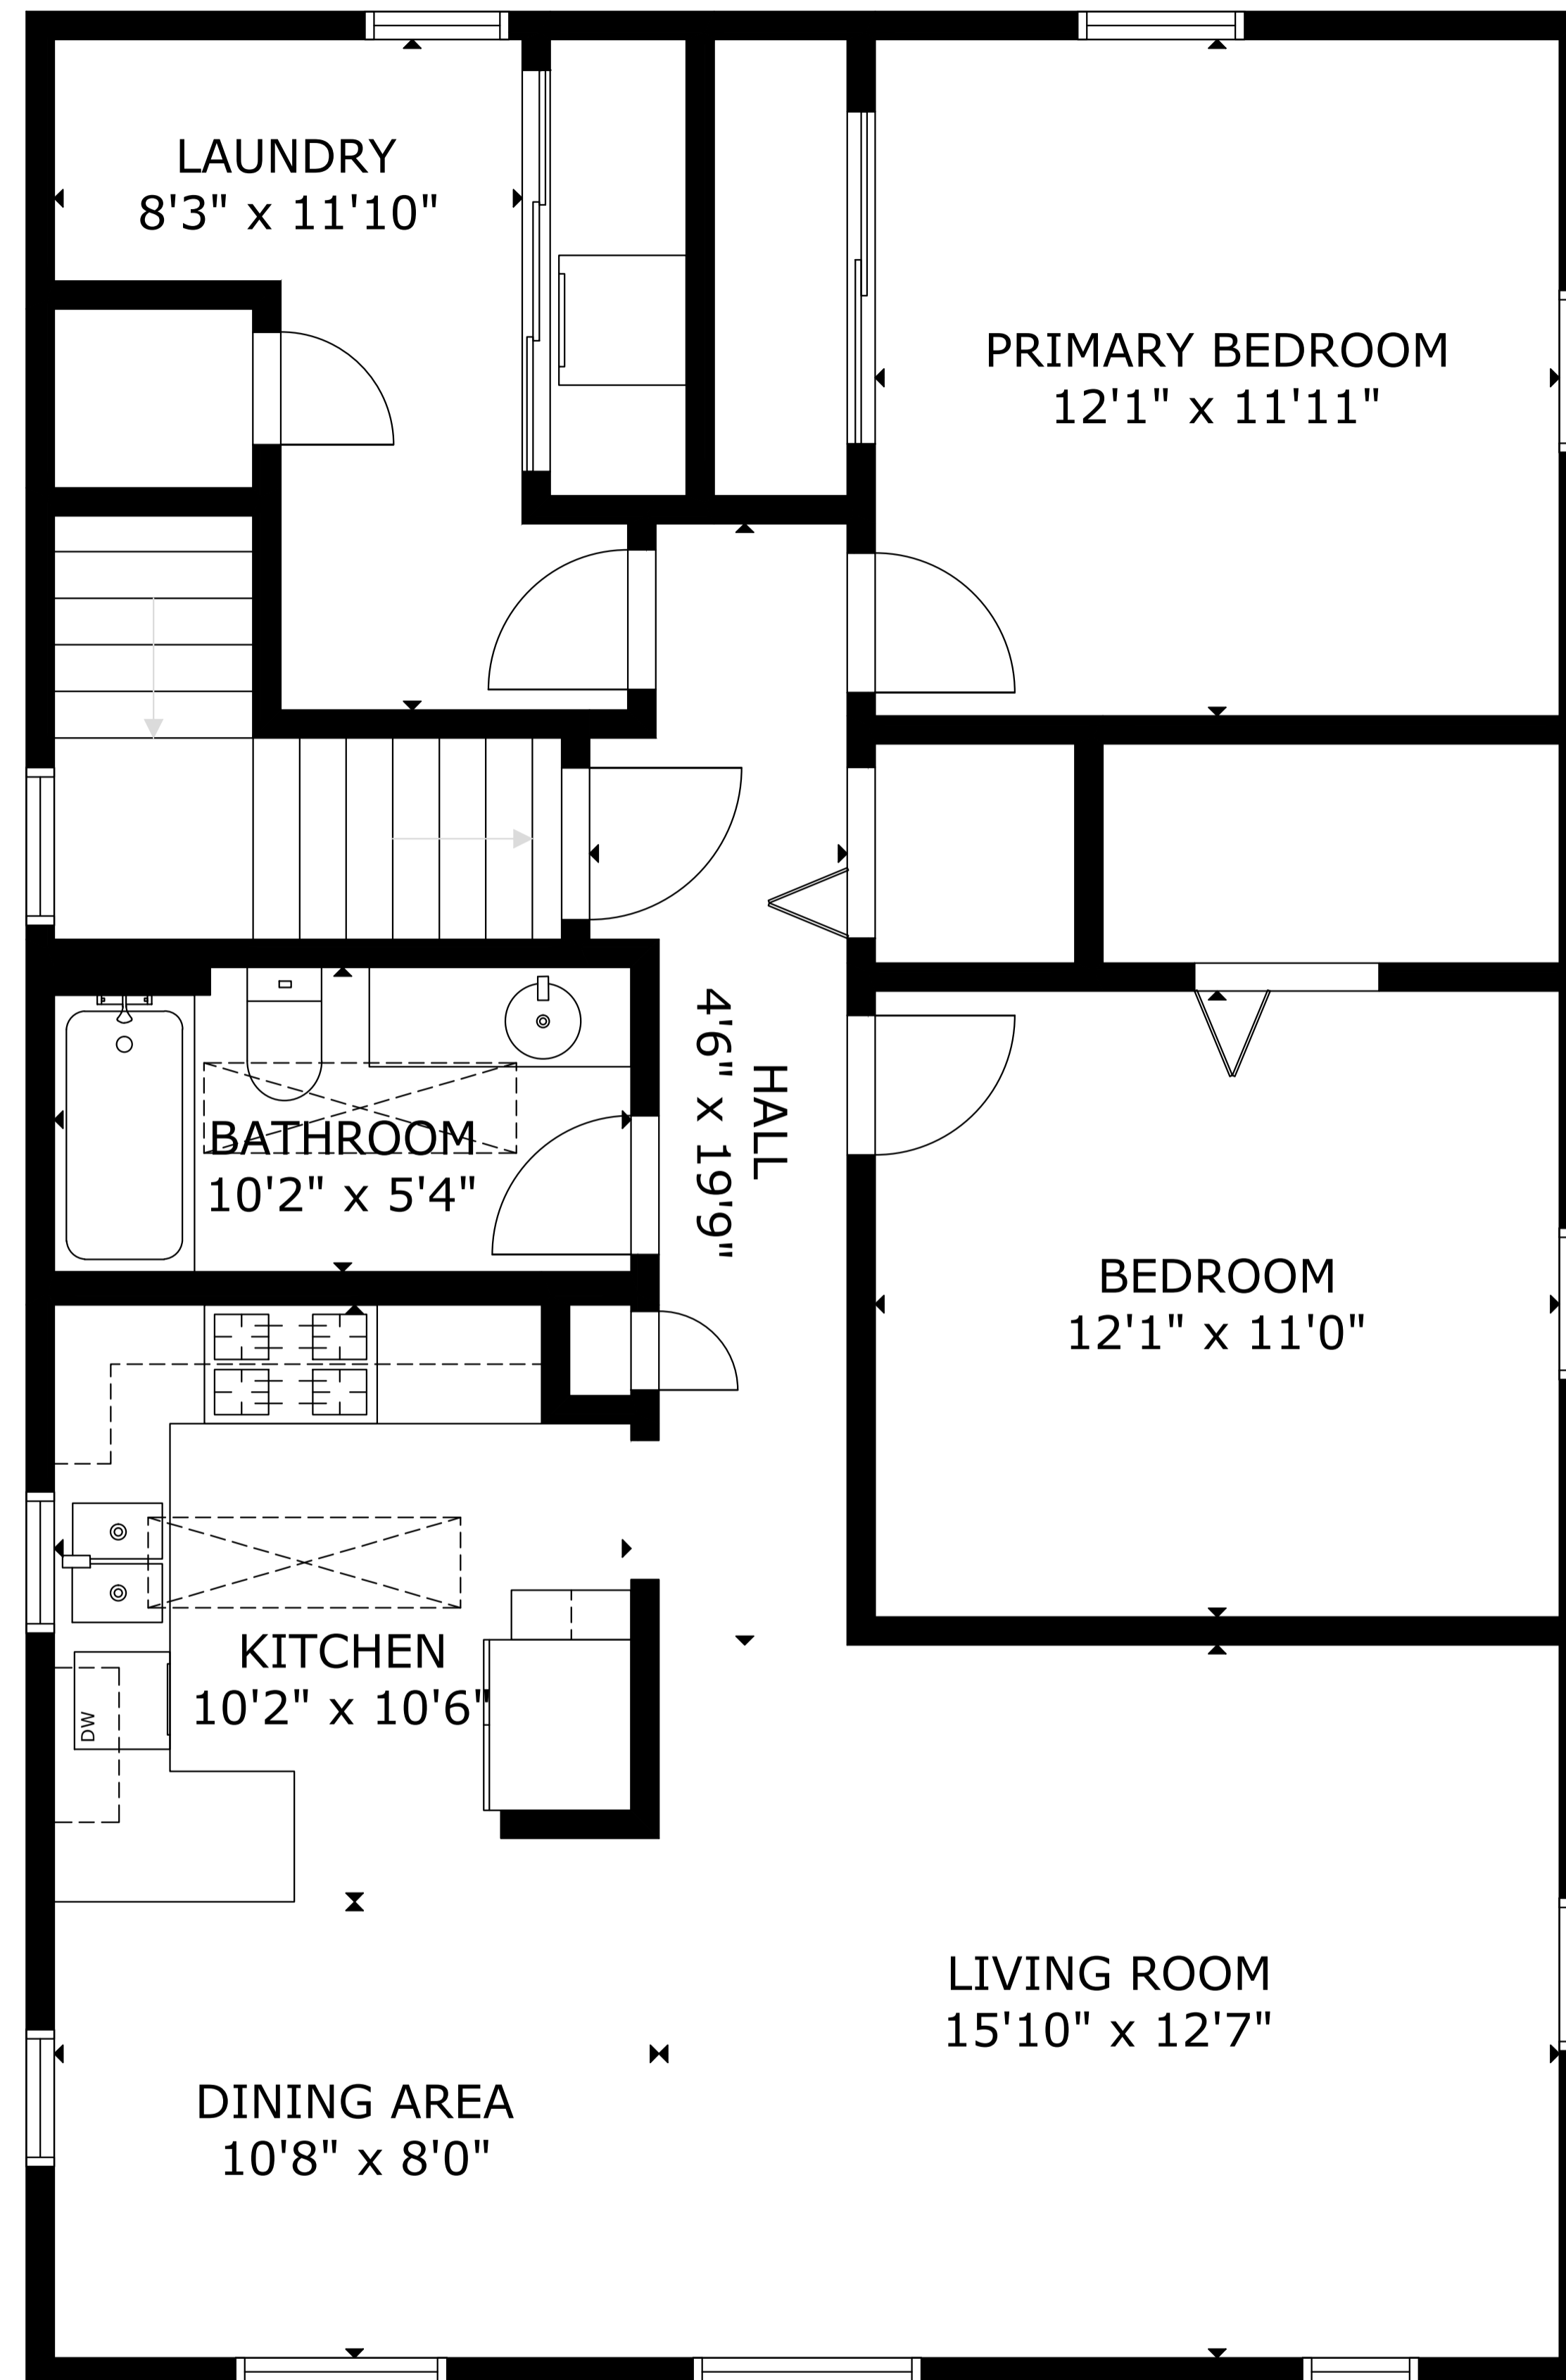 LAUNDRY
8'3" x 11'10"
PRIMARY BEDROOM
12'1" x 11'11"
HALL
4'6" x 19'9"
BATHROOM
10'2" x 5'4"
BEDROOM
12'1" x 11'0"
KITCHEN
10'2" x 10'6"
DW
LIVING ROOM
15'10" x 12'7"
DINING AREA
10'8" x 8'0"